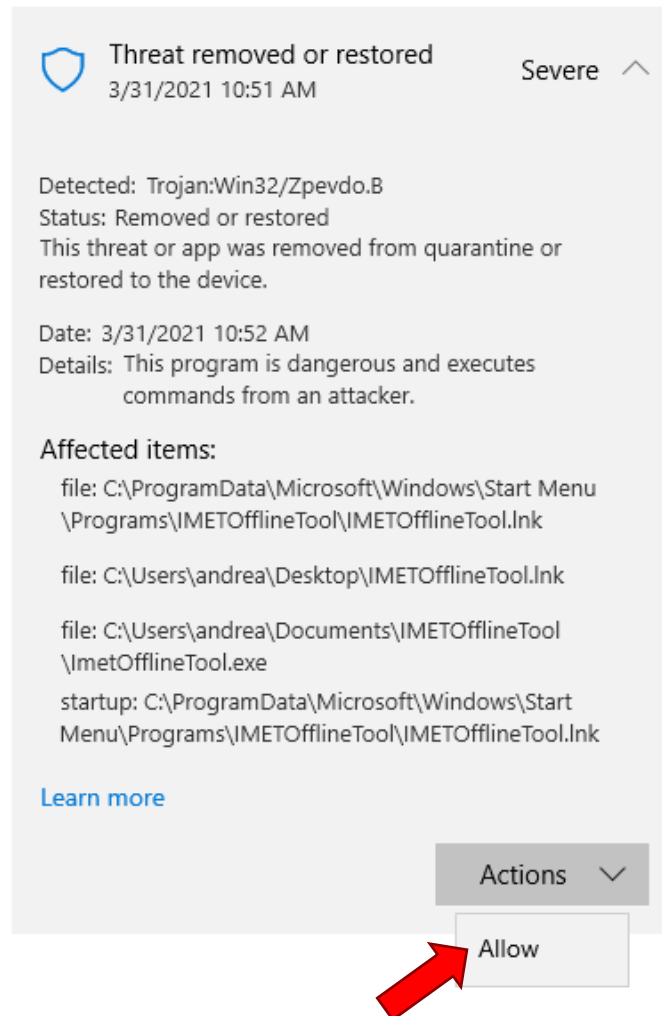 Threat removed or restored
Severe
3/31/2021 10:51 AM
Detected: Trojan:Win32/Zpevdo.B
Status: Removed or restored
This threat or app was removed from quarantine or
restored to the device.
Date: 3/31/2021 10:52 AM
Details: This program is dangerous and executes
commands from an attacker.
Affected items:
file: C:\ProgramData\Microsoft\Windows\Start Menu
\Programs\IMETOfflineTool\IMETOfflineTool.lnk
file: C:\Users\andrea\Desktop\IMETOfflineTool.lnk
file: C:\Users\andrea\Documents\IMETOfflineTool
\ImetOfflineTool.exe
startup: C:\ProgramData\Microsoft\Windows\Start
Menu\Programs\IMETOfflineTool\IMETOfflineTool.lnk
Learn more
Actions
Allow